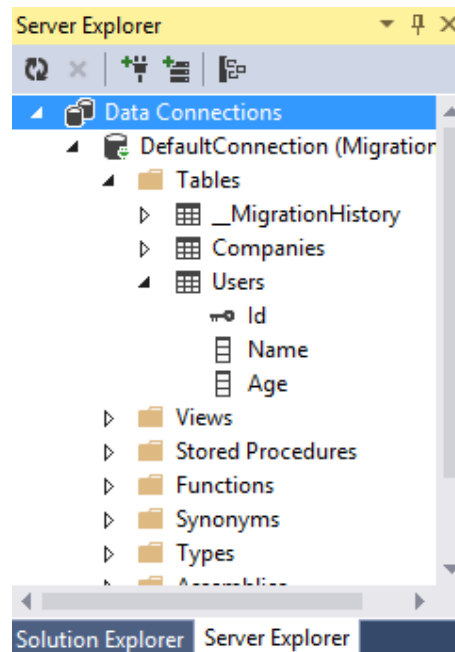 Server Explorer
Data Connections
DefaultConnection (Migration
Tables
__MigrationHistory
Companies
Users
Id
Name
Age
Views
Stored Procedures
Functions
Synonyms
Types
Assemblies
Solution Explorer Server Explorer